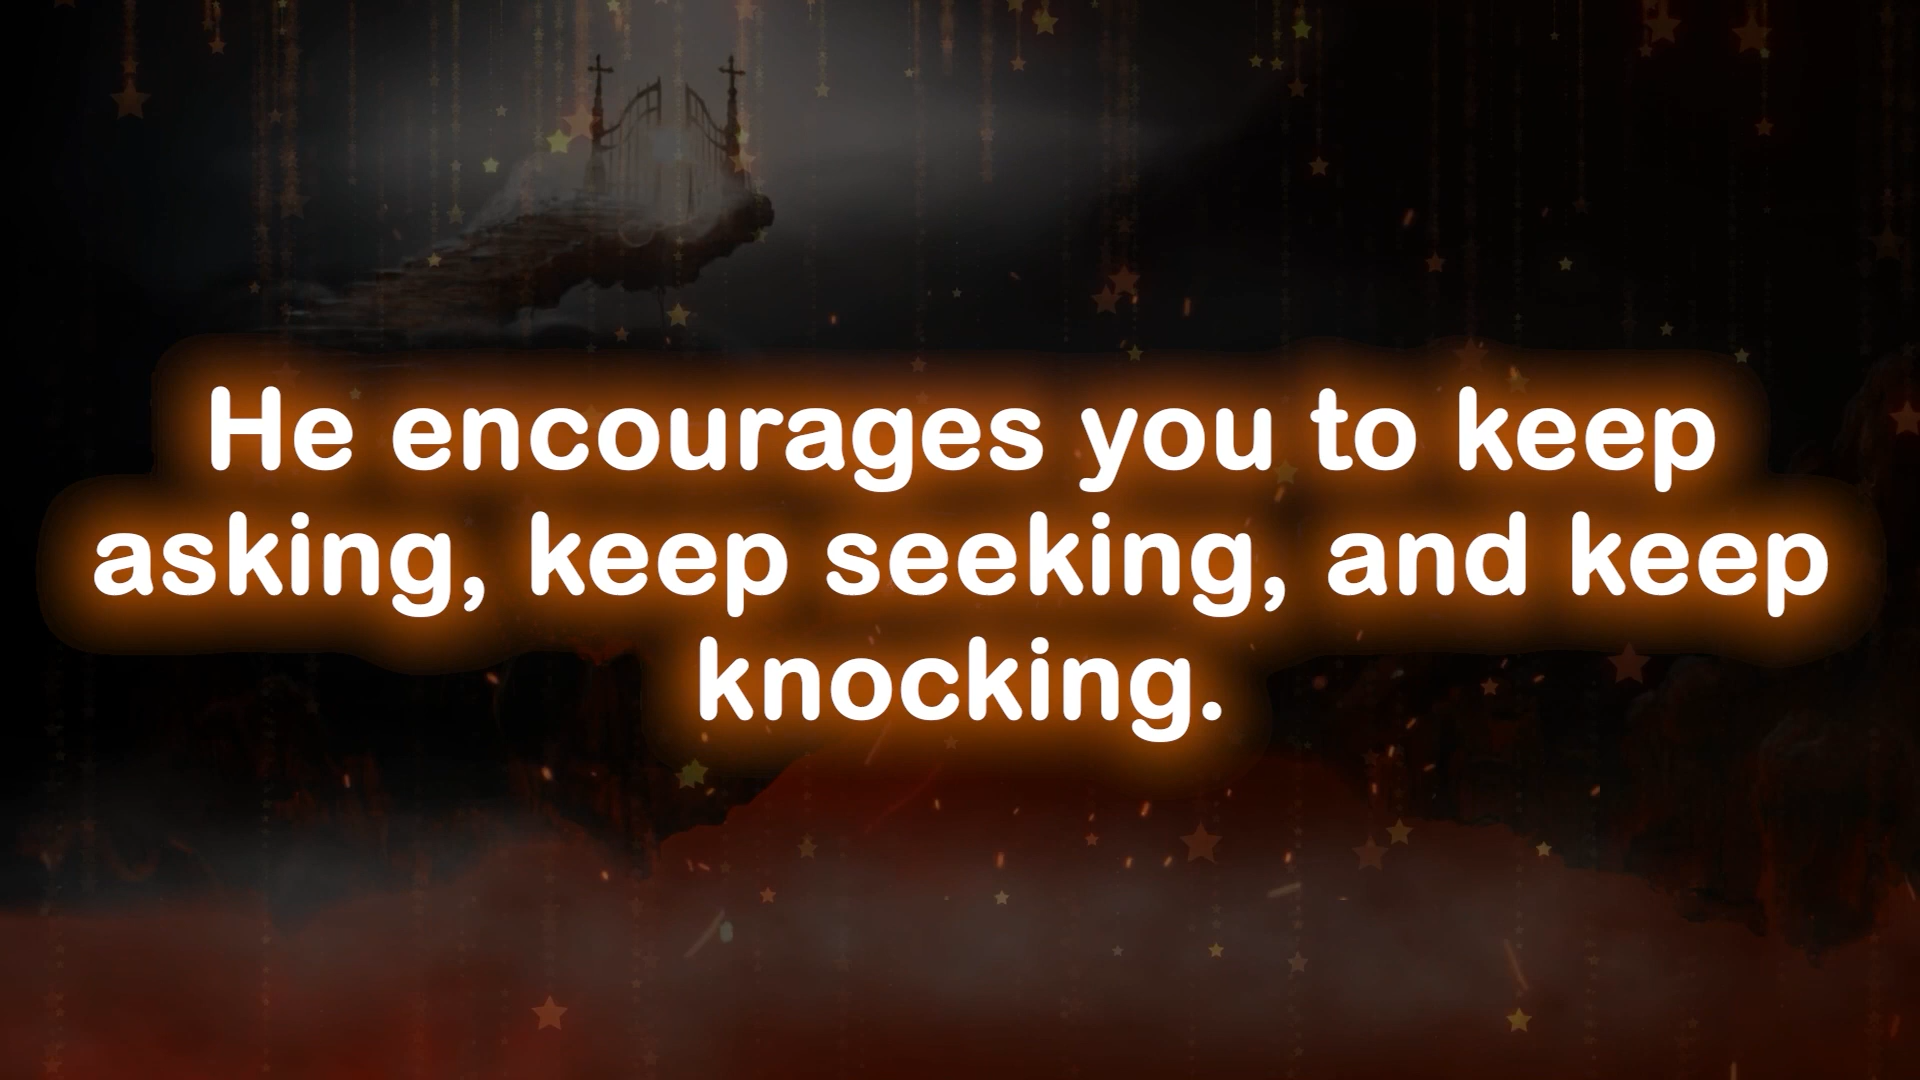 He encourages you to keep
asking, keep seeking, and keep
knocking.